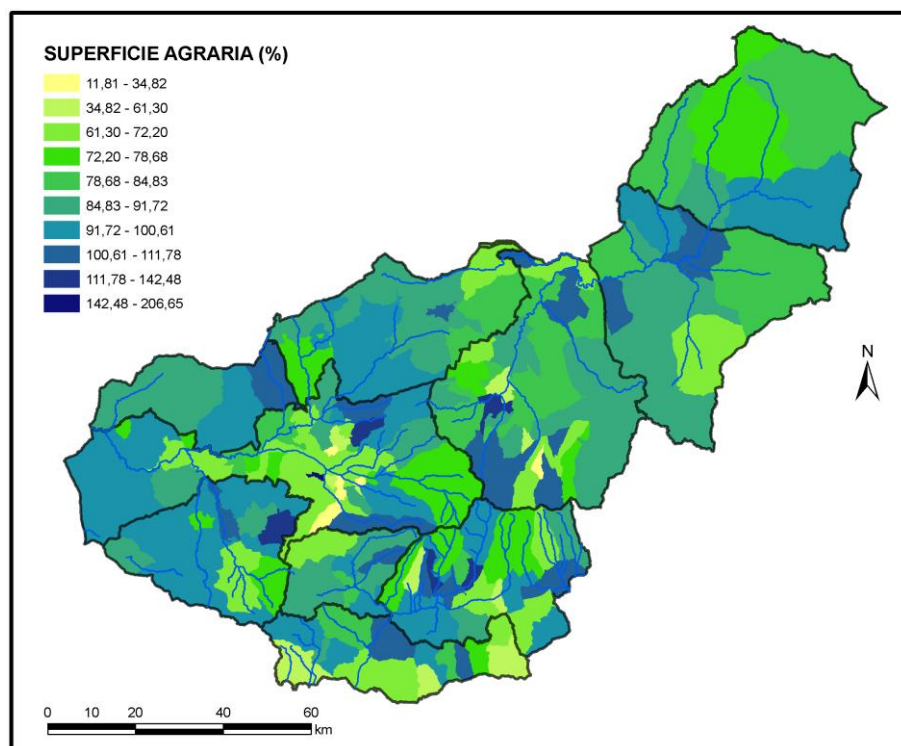 SUPERFICIE AGRARIA (%)
11,81 - 34,82
34,82 - 61,30
61,30 - 72,20
72,20 - 78,68
78,68 - 84,83
84,83 - 91,72
91,72 - 100,61
100,61 - 111,78
111,78 - 142,48
142,48 - 206,65
N
0 10 20 40 60
km